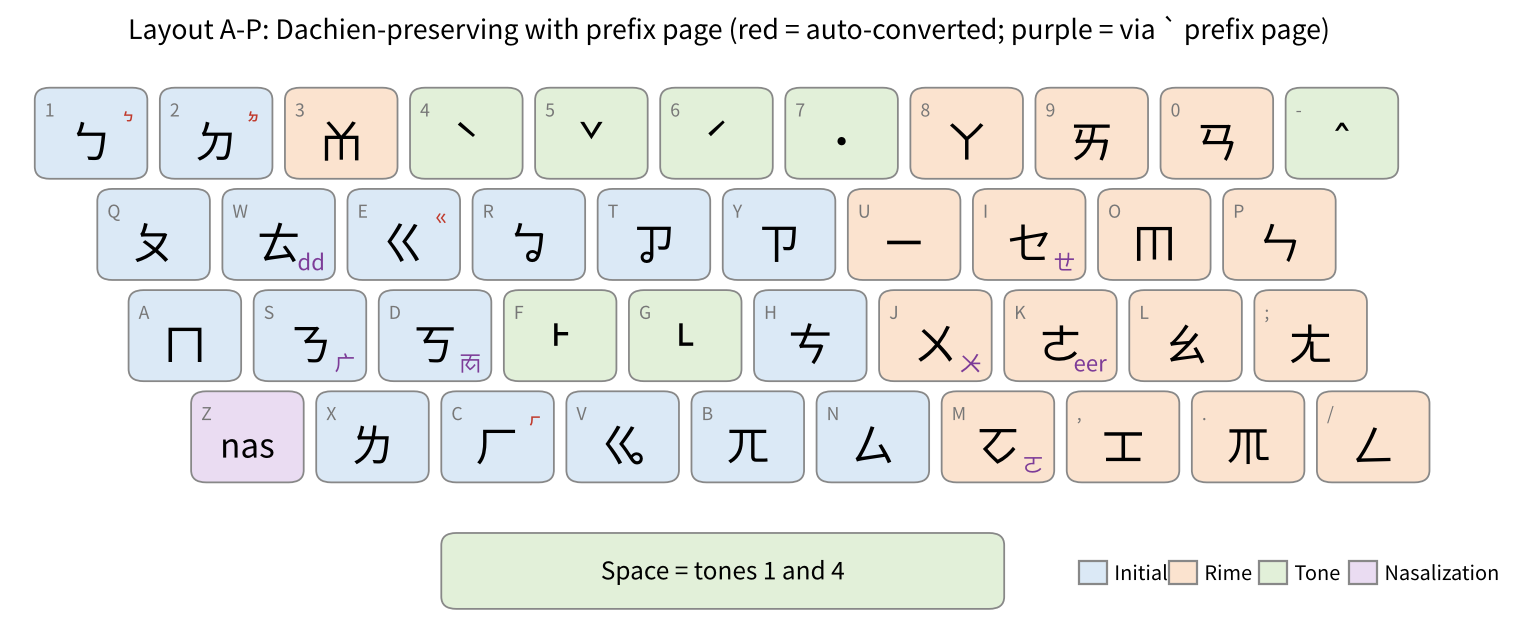 Layout A-P: Dachien-preserving with prefix page (red = auto-converted; purple = via ` prefix page)
1 ㄅ ㆴ 2 ㄉ ㆵ 3 ㆬ 4 ˋ 5 ˇ 6 ˊ 7 • 8 ㄚ 9 ㄞ 0 ㄢ - ˆ
Q ㄆ W ㄊ dd E ㄍ ㆻ R ㆠ T ㆢ Y ㄗ U ㄧ I ㆤ ㄝ O ㆭ P ㄣ
A ㄇ S ㄋ ㄬ D ㄎ F ˫ G ˪ H ㄘ J ㄨ K ㄜ eer L ㄠ ; ㄤ
Z nas X ㄌ C ㄏ ㆷ V ㆣ B ㄫ N ㄙ M ㆦ ㄛ , ㆲ . ㆰ / ㄥ
Space = tones 1 and 4
Initial Rime Tone Nasalization